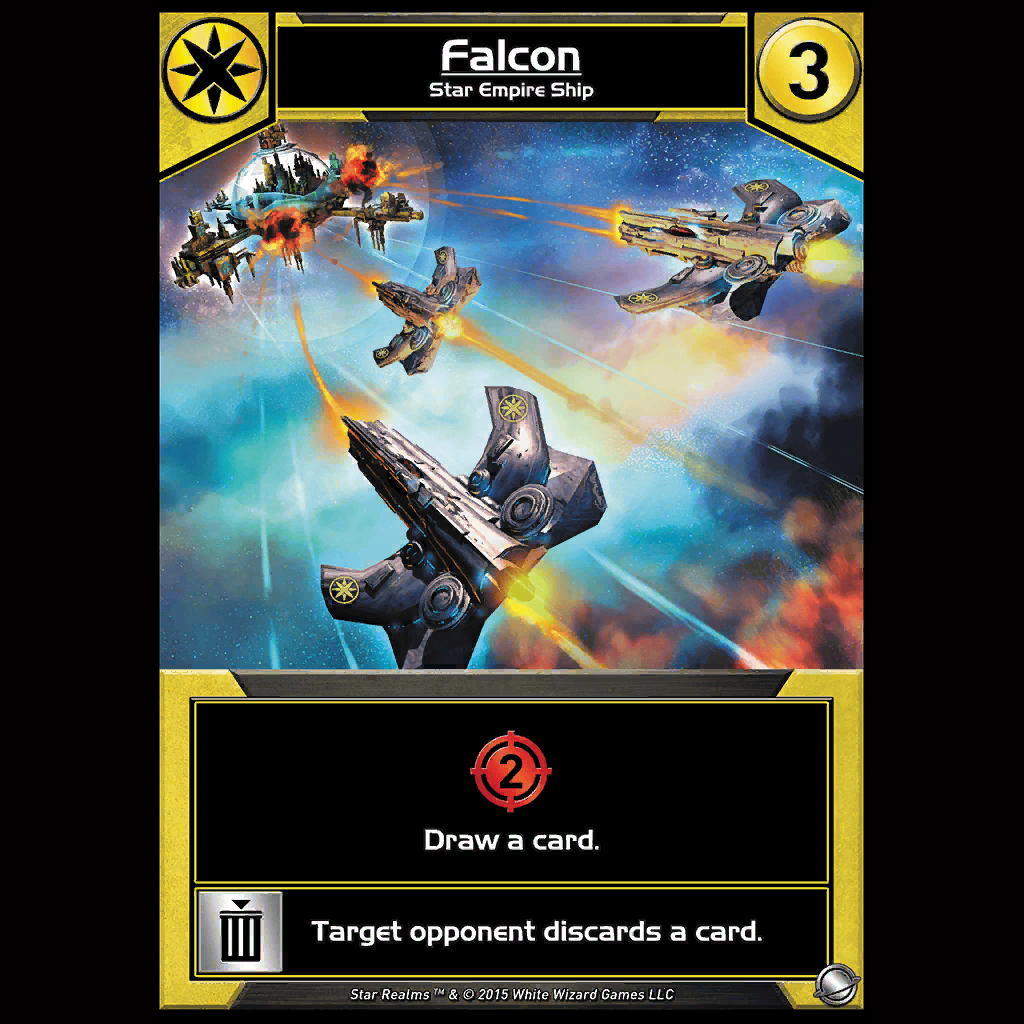 Falcon
Star Empire Ship
3
2
Draw a card.
Target opponent discards a card.
Star Realms ™ & © 2015 White Wizard Games LLC